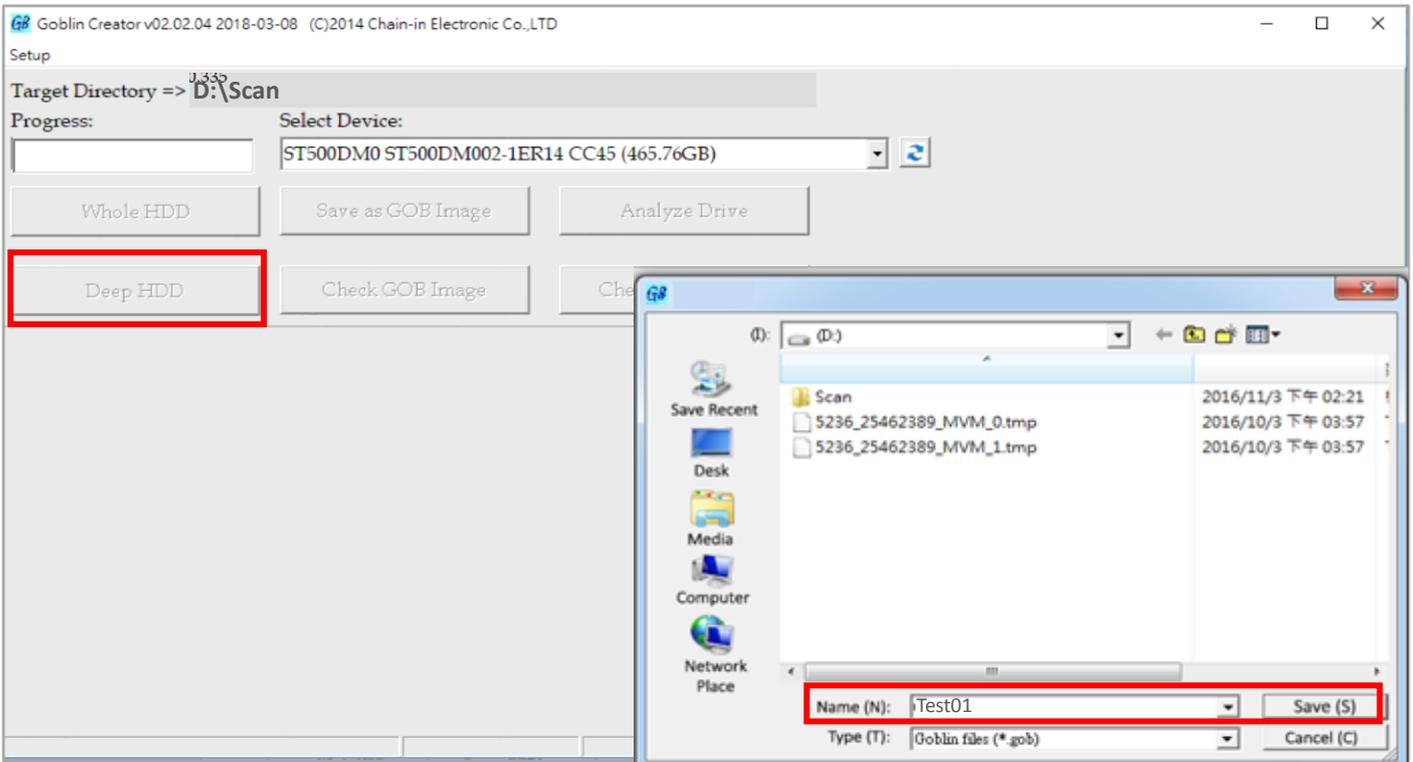 GB Goblin Creator v02.02.04 2018-03-08 (C)2014 Chain-in Electronic Co.,LTD
Setup
Target Directory => D:\Scan
Progress:
Select Device:
ST500DM0 ST500DM002-1ER14 CC45 (465.76GB)
Whole HDD
Save as GOB Image
Analyze Drive
Deep HDD
Check GOB Image
Che
GB
(I): (D:)
Save Recent
Desk
Media
Computer
Network
Place
Scan 2016/11/3 下午 02:21
5236_25462389_MVM_0.tmp 2016/10/3 下午 03:57
5236_25462389_MVM_1.tmp 2016/10/3 下午 03:57
Name (N): Test01 Save (S)
Type (T): Goblin files (*.gob) Cancel (C)